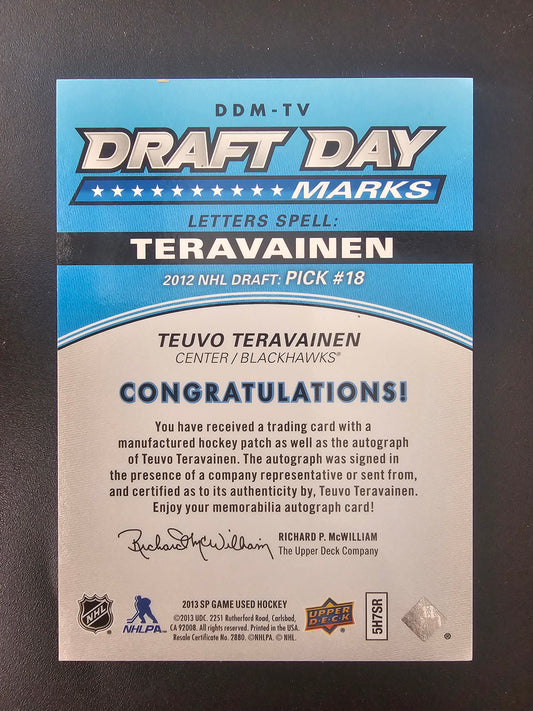 DDM-TV
DRAFT DAY
MARKS
LETTERS SPELL:
TERAVAINEN
2012 NHL DRAFT: PICK #18
TEUVO TERAVAINEN
CENTER / BLACKHAWKS®
CONGRATULATIONS!
You have received a trading card with a
manufactured hockey patch as well as the autograph
of Teuvo Teravainen. The autograph was signed in
the presence of a company representative or sent from,
and certified as to its authenticity by, Teuvo Teravainen.
Enjoy your memorabilia autograph card!
Richard P. McWilliam
RICHARD P. McWILLIAM
The Upper Deck Company
NHL
NHLPA™
2013 SP GAME USED HOCKEY
©2013 UDC. 2251 Rutherford Road, Carlsbad,
CA 92008. All rights reserved. Printed in the USA.
Resale Certificate No. 2880. ©NHLPA. © NHL.
UPPER
DECK
5H7SR
®